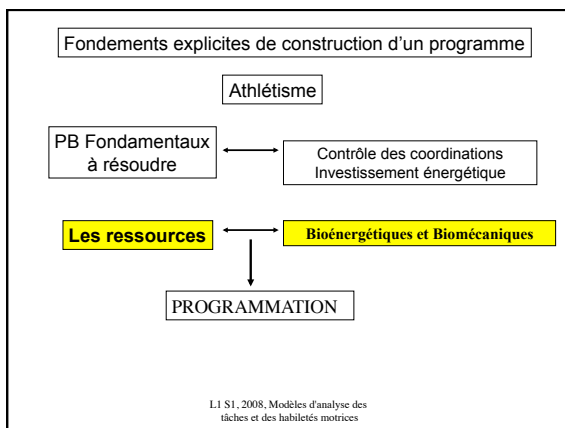 Fondements explicites de construction d’un programme
Athlétisme
PB Fondamentaux
à résoudre
Contrôle des coordinations
Investissement énergétique
Les ressources
Bioénergétiques et Biomécaniques
PROGRAMMATION
L1 S1, 2008, Modèles d'analyse des
tâches et des habiletés motrices